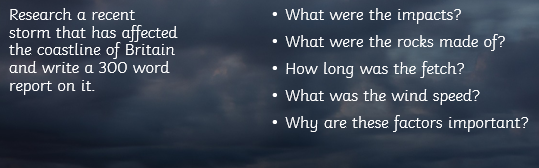 Research a recent
storm that has affected
the coastline of Britain
and write a 300 word
report on it.
• What were the impacts?
• What were the rocks made of?
• How long was the fetch?
• What was the wind speed?
• Why are these factors important?